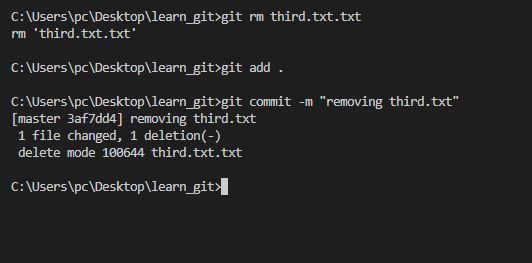 C:\Users\pc\Desktop\learn_git>git rm third.txt.txt
rm 'third.txt.txt'
C:\Users\pc\Desktop\learn_git>git add .
C:\Users\pc\Desktop\learn_git>git commit -m "removing third.txt"
[master 3af7dd4] removing third.txt
 1 file changed, 1 deletion(-)
 delete mode 100644 third.txt.txt
C:\Users\pc\Desktop\learn_git>